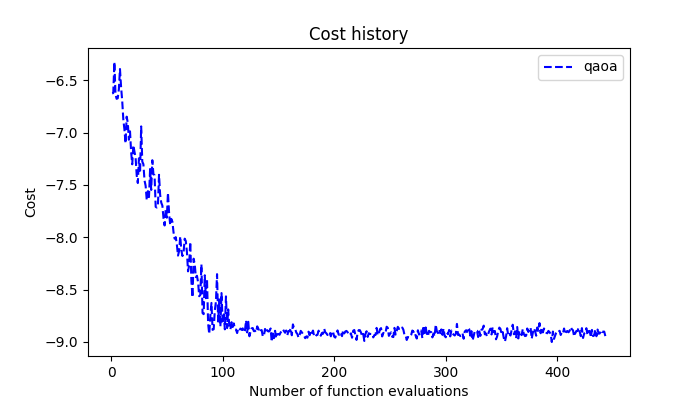 Cost history
qaoa
Cost
−6.5
−7.0
−7.5
−8.0
−8.5
−9.0
0 100 200 300 400
Number of function evaluations